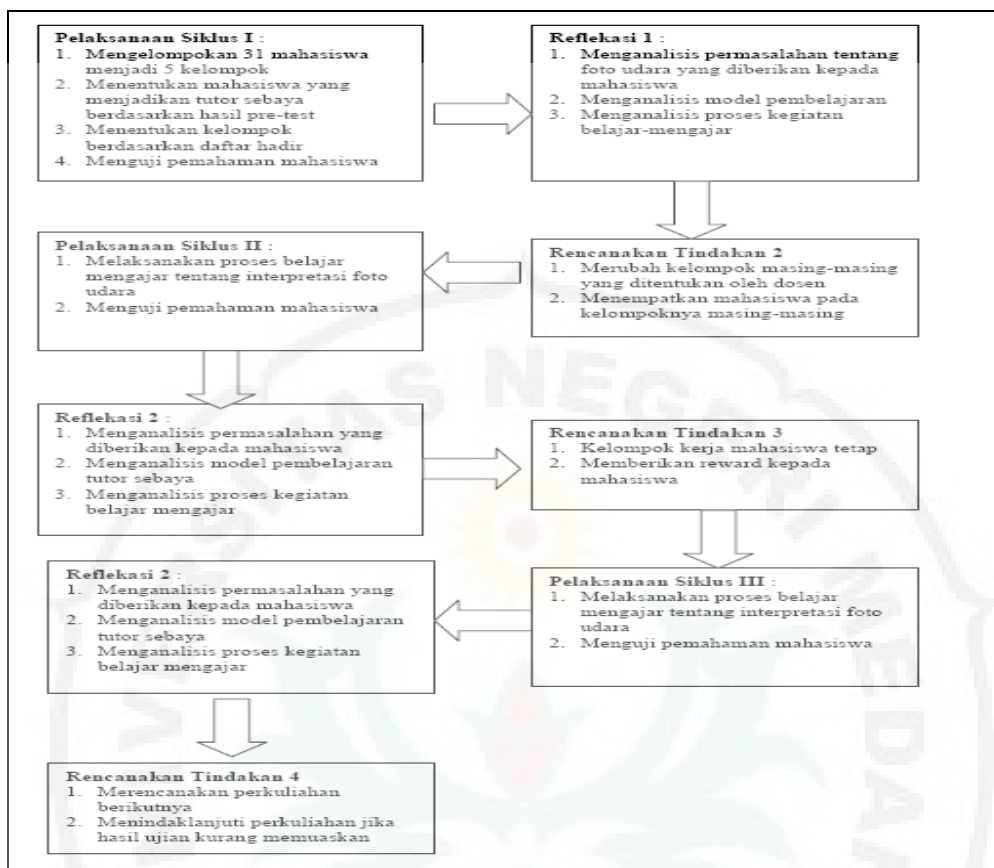 Pelaksanaan Siklus I :
1. Mengelompokan 31 mahasiswa
menjadi 5 kelompok
2. Menentukan mahasiswa yang
menjadikan tutor sebaya
berdasarkan hasil pre-test
3. Menentukan kelompok
berdasarkan daftar hadir
4. Menguji pemahaman mahasiswa
Reflekasi 1 :
1. Menganalisis permasalahan tentang
foto udara yang diberikan kepada
mahasiswa
2. Menganalisis model pembelajaran
3. Menganalisis proses kegiatan
belajar-mengajar
Rencanakan Tindakan 2
1. Merubah kelompok masing-masing
yang ditentukan oleh dosen
2. Menempatkan mahasiswa pada
kelompoknya masing-masing
Pelaksanaan Siklus II :
1. Melaksanakan proses belajar
mengajar tentang interpretasi foto
udara
2. Menguji pemahaman mahasiswa
Reflekasi 2 :
1. Menganalisis permasalahan yang
diberikan kepada mahasiswa
2. Menganalisis model pembelajaran
tutor sebaya
3. Menganalisis proses kegiatan
belajar mengajar
Rencanakan Tindakan 3
1. Kelompok kerja mahasiswa tetap
2. Memberikan reward kepada
mahasiswa
Pelaksanaan Siklus III :
1. Melaksanakan proses belajar
mengajar tentang interpretasi foto
udara
2. Menguji pemahaman mahasiswa
Reflekasi 2 :
1. Menganalisis permasalahan yang
diberikan kepada mahasiswa
2. Menganalisis model pembelajaran
tutor sebaya
3. Menganalisis proses kegiatan
belajar mengajar
Rencanakan Tindakan 4
1. Merencanakan perkuliahan
berikutnya
2. Menindaklanjuti perkuliahan jika
hasil ujian kurang memuaskan